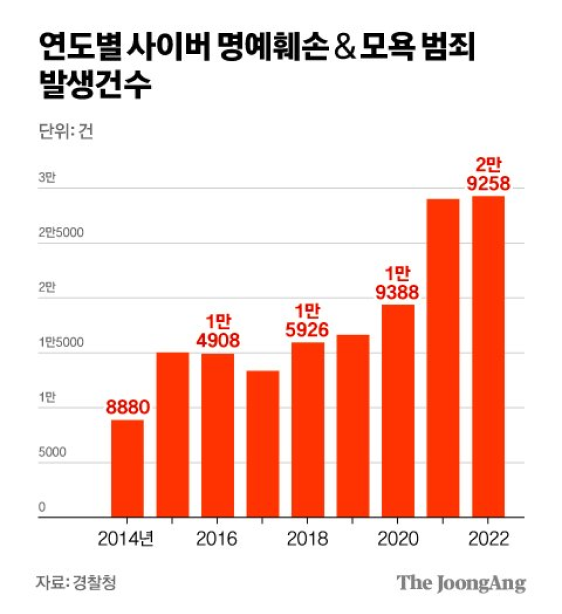 연도별 사이버 명예훼손 & 모욕 범죄
발생건수
단위: 건
3만
2만5000
2만
1만5000
1만
5000
0
8880
1만
4908
1만
5926
1만
9388
2만
9258
2014년 2016 2018 2020 2022
자료: 경찰청
The JoongAng